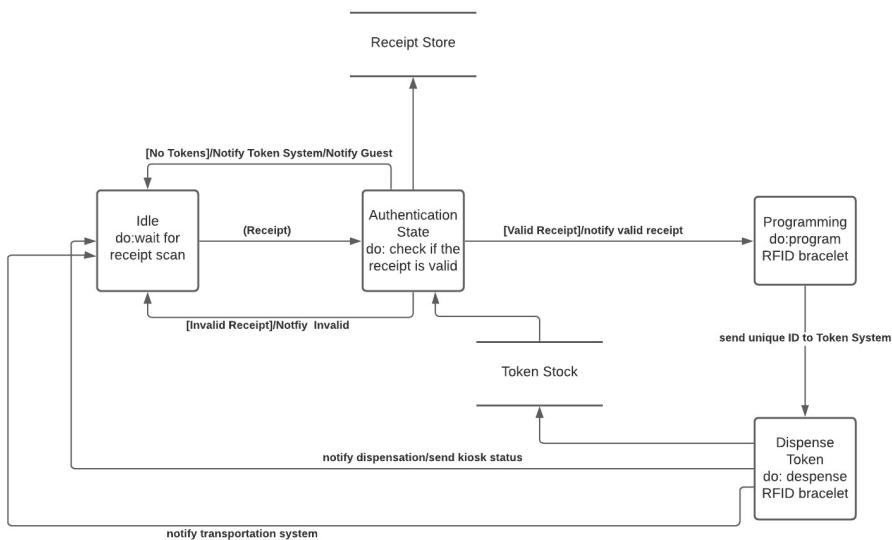 Receipt Store
[No Tokens]/Notify Token System/Notify Guest
Idle
do:wait for
receipt scan
(Receipt)
Authentication
State
do: check if the
receipt is valid
[Valid Receipt]/notify valid receipt
Programming
do:program
RFID bracelet
[Invalid Receipt]/Notfiy Invalid
send unique ID to Token System
Token Stock
Dispense
Token
do: despense
RFID bracelet
notify dispensation/send kiosk status
notify transportation system